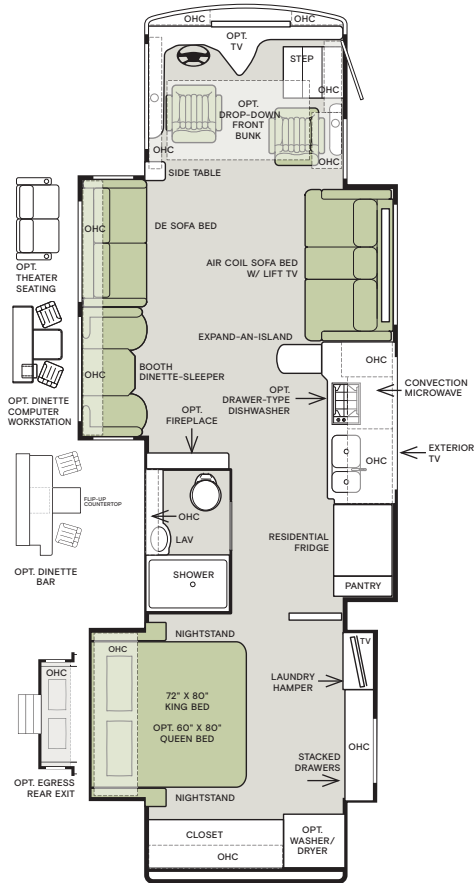 OHC
OHC
OPT.
TV
STEP
OHC
OPT.
DROP-DOWN
FRONT
BUNK
OHC
OHC
SIDE TABLE
OHC
DE SOFA BED
OPT.
THEATER
SEATING
AIR COIL SOFA BED
W/ LIFT TV
EXPAND-AN-ISLAND
OHC
OHC
BOOTH
DINETTE-SLEEPER
OPT. DINETTE
COMPUTER
WORKSTATION
OPT.
DRAWER-TYPE
DISHWASHER
CONVECTION
MICROWAVE
OPT.
FIREPLACE
EXTERIOR
TV
OHC
FLIP-UP
COUNTERTOP
OHC
LAV
RESIDENTIAL
FRIDGE
OPT. DINETTE
BAR
SHOWER
PANTRY
NIGHTSTAND
OHC
TV
OHC
LAUNDRY
HAMPER
72" X 80"
KING BED
OPT. 60" X 80"
QUEEN BED
OHC
STACKED
DRAWERS
OPT. EGRESS
REAR EXIT
NIGHTSTAND
CLOSET
OHC
OPT.
WASHER/
DRYER